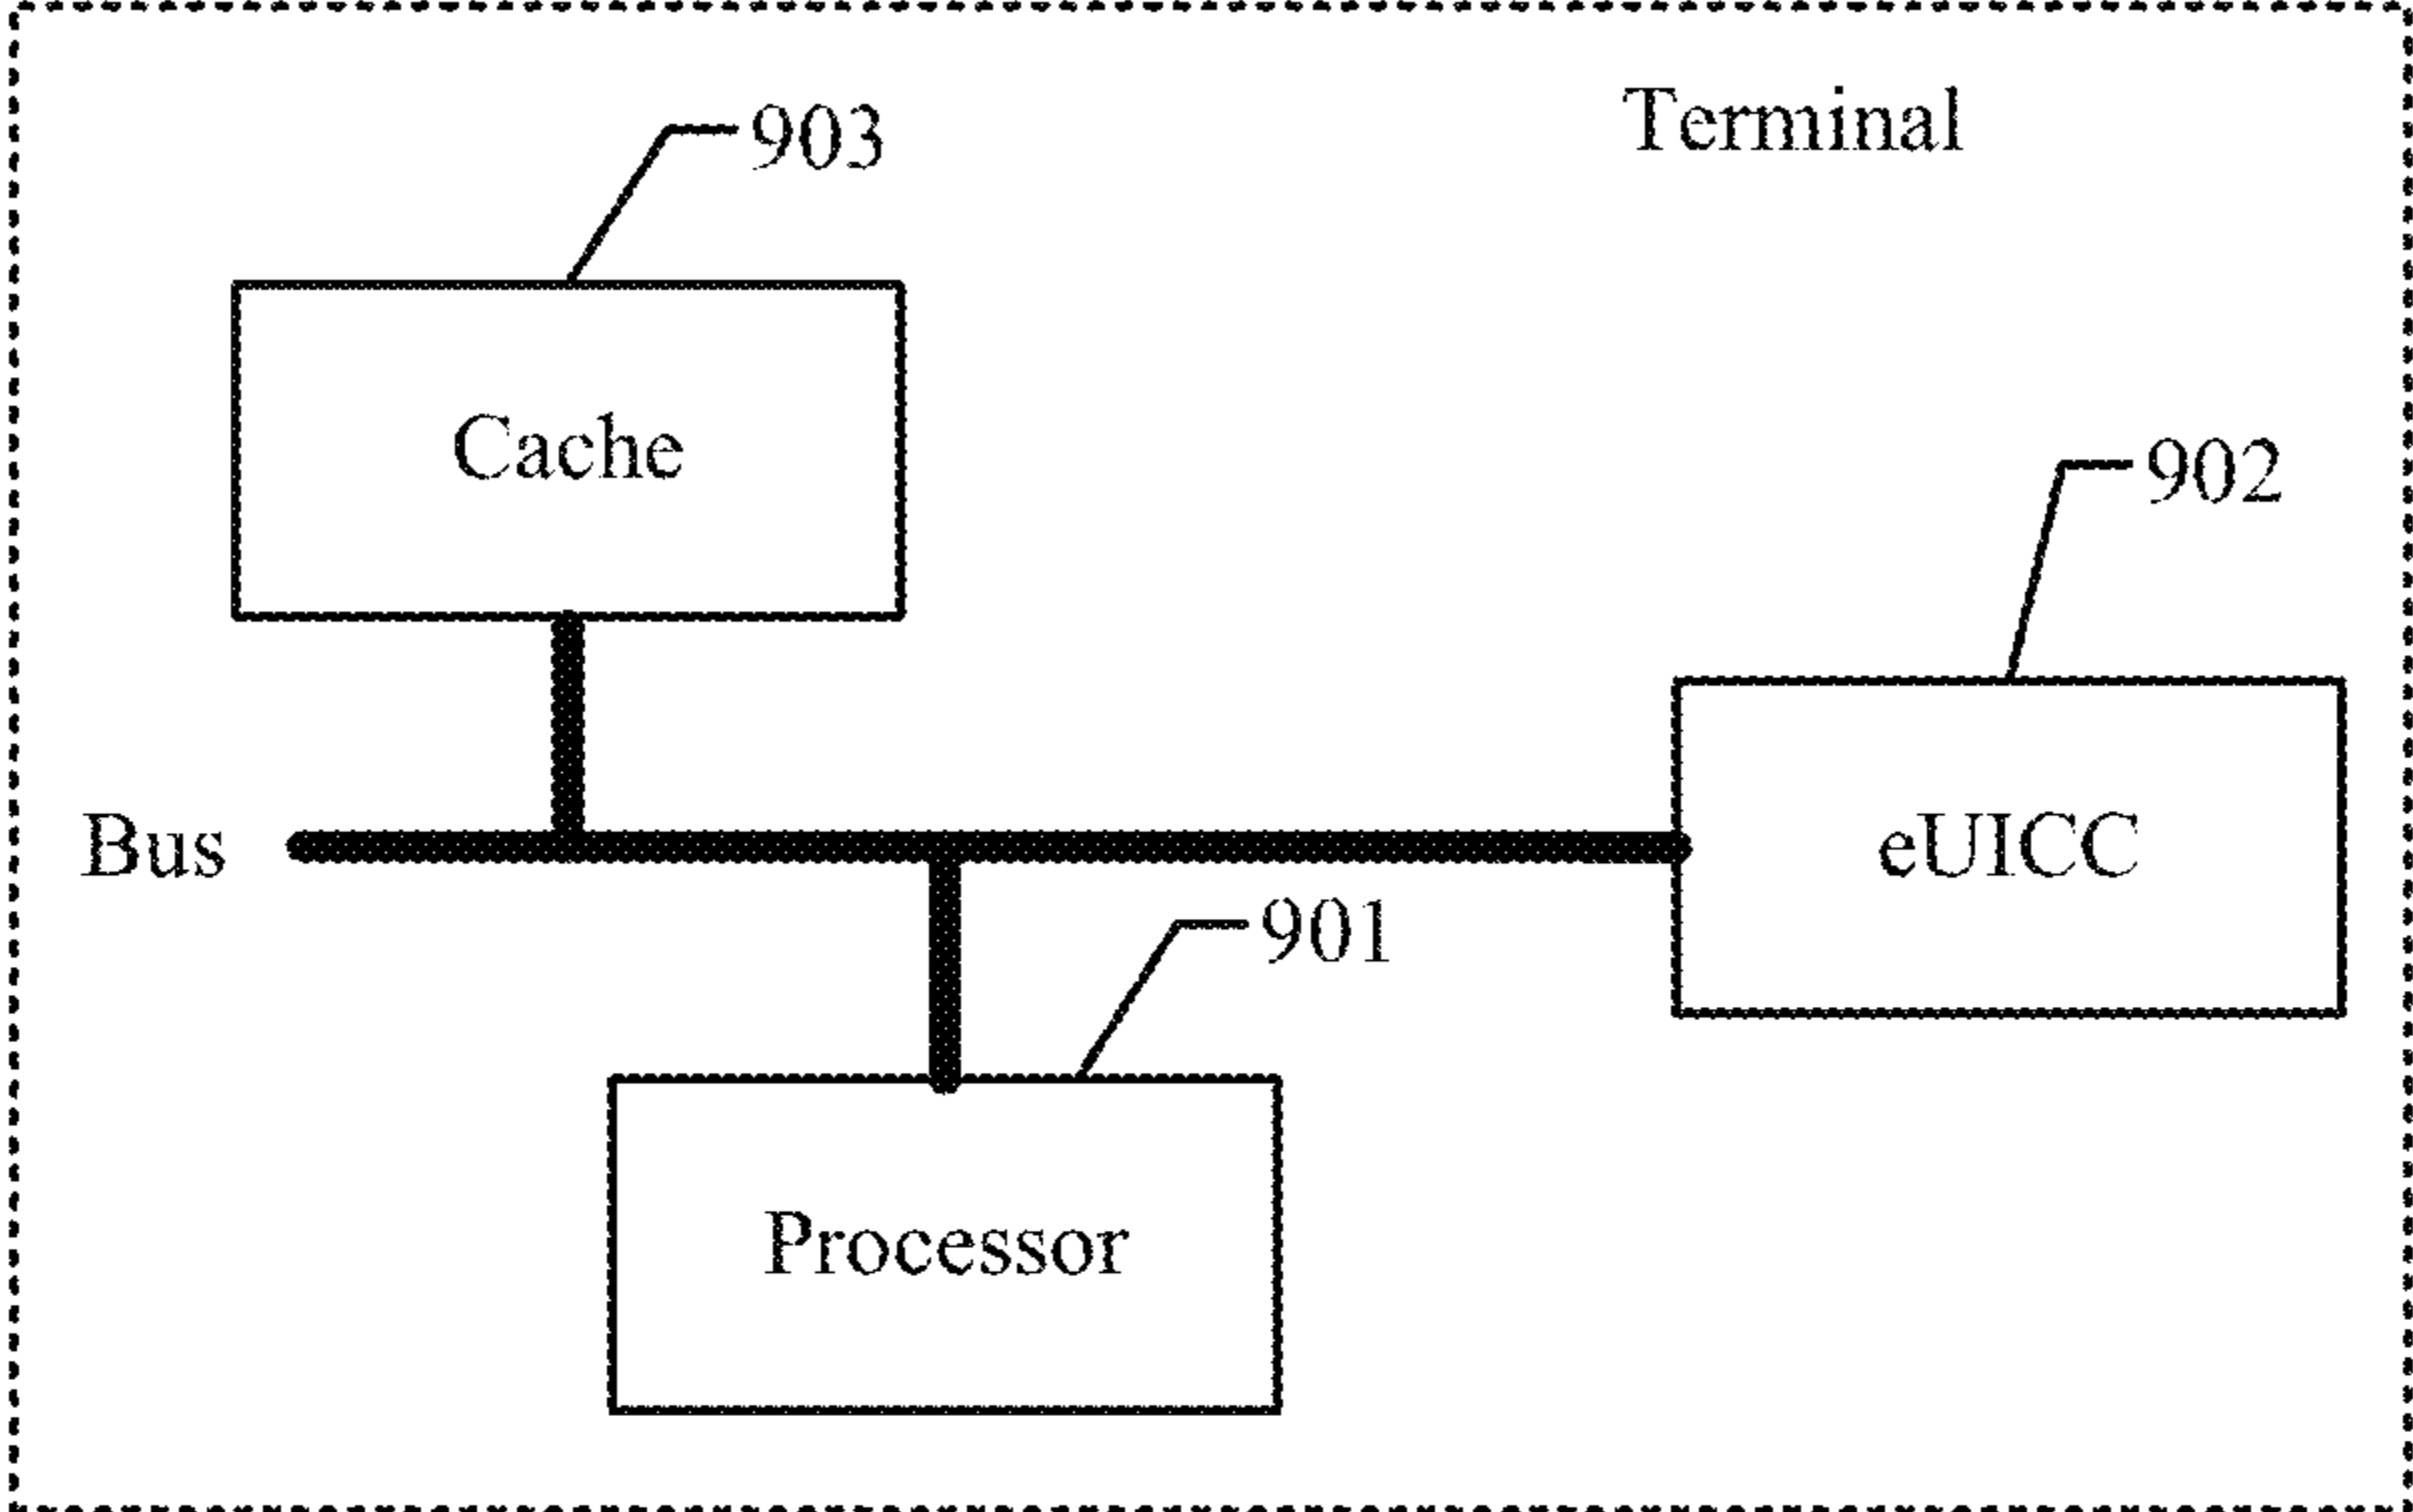 Terminal
903
Cache
902
Bus
eUICC
901
Processor